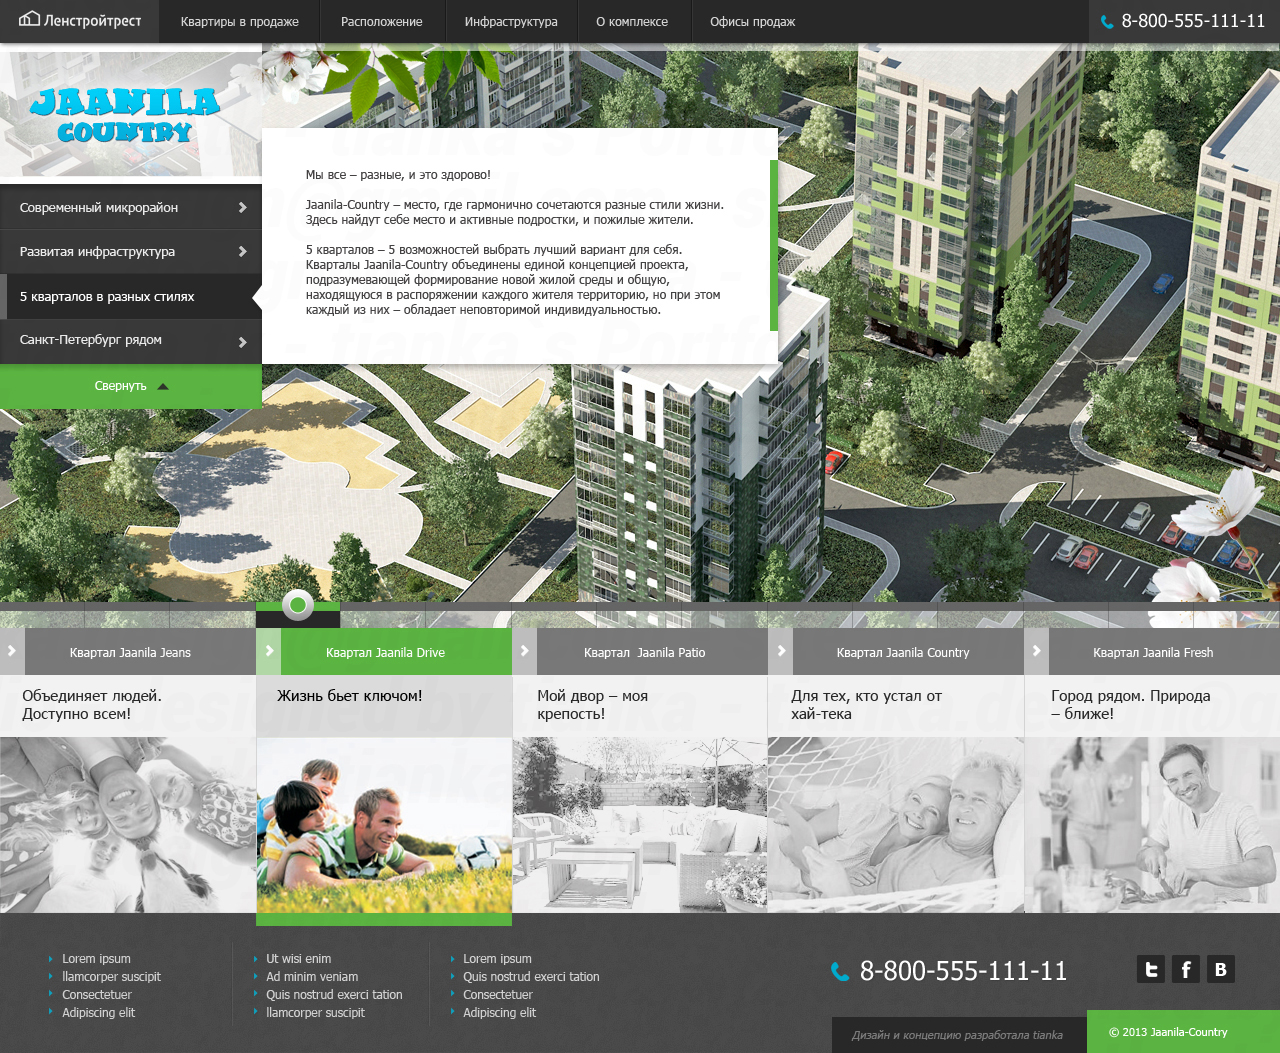 Ленстройтрест
Квартиры в продаже
Расположение
Инфраструктура
О комплексе
Офисы продаж
8-800-555-111-11
JAANILA
COUNTRY
Современный микрорайон
Развитая инфраструктура
5 кварталов в разных стилях
Санкт-Петербург рядом
Свернуть
Мы все – разные, и это здорово!
Jaanila-Country – место, где гармонично сочетаются разные стили жизни.
Здесь найдут себе место и активные подростки, и пожилые жители.
5 кварталов – 5 возможностей выбрать лучший вариант для себя.
Кварталы Jaanila-Country объединены единой концепцией проекта,
подразумевающей формирование новой жилой среды и общую,
находящуюся в распоряжении каждого жителя территорию, но при этом
каждый из них – обладает неповторимой индивидуальностью.
Квартал Jaanila Jeans
Объединяет людей.
Доступно всем!
Квартал Jaanila Drive
Жизнь бьет ключом!
Квартал Jaanila Patio
Мой двор – моя
крепость!
Квартал Jaanila Country
Для тех, кто устал от
хай-тека
Квартал Jaanila Fresh
Город рядом. Природа
– ближе!
Lorem ipsum
llamcorper suscipit
Consectetuer
Adipiscing elit
Ut wisi enim
Ad minim veniam
Quis nostrud exerci tation
llamcorper suscipit
Lorem ipsum
Quis nostrud exerci tation
Consectetuer
Adipiscing elit
8-800-555-111-11
Дизайн и концепцию разработала tianka
© 2013 Jaanila-Country